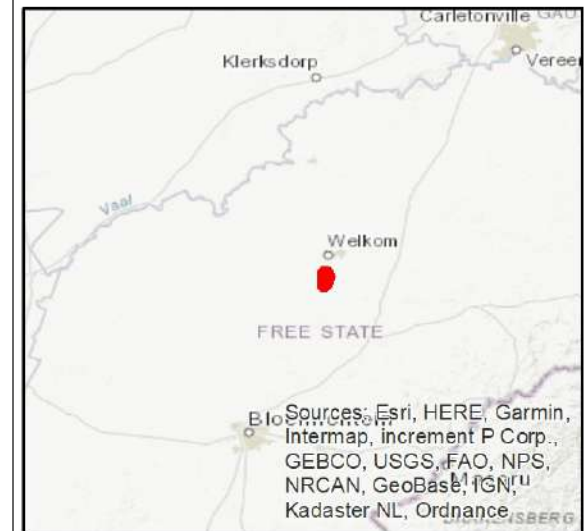 Carletonville
GAU
Klerksdorp
Vereen
Vaal
Welkom
FREE STATE
Sources: Esri, HERE, Garmin,
Intermap, increment P Corp.,
GEBCO, USGS, FAO, NPS,
NRCAN, GeoBase, IGN,
Kadaster NL, Ordnance